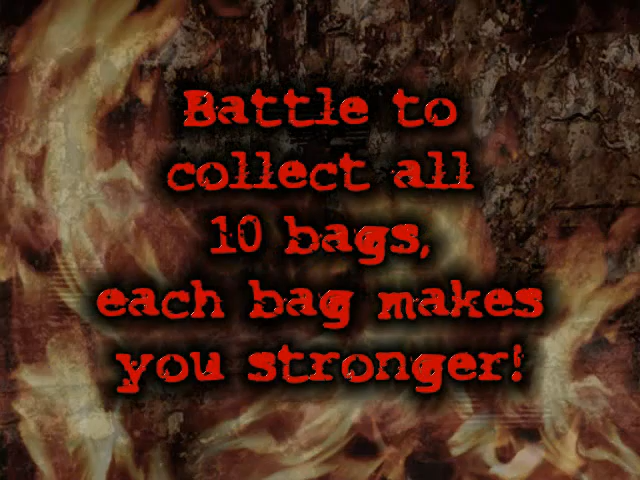 Battle to
collect all
10 bags,
each bag makes
you stronger!